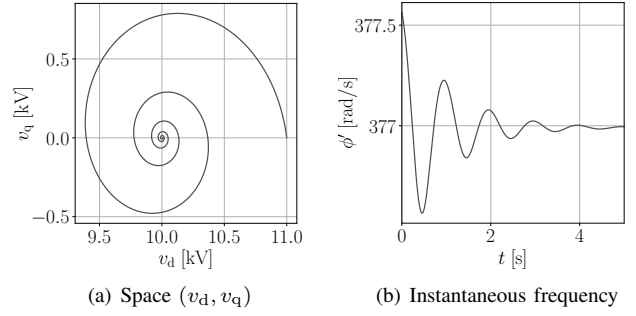 0.5
0.0
−0.5
v_q [kV]
9.5 10.0 10.5 11.0
v_d [kV]
(a) Space (v_d, v_q)
377.5
377
ϕ′ [rad/s]
0 2 4
t [s]
(b) Instantaneous frequency